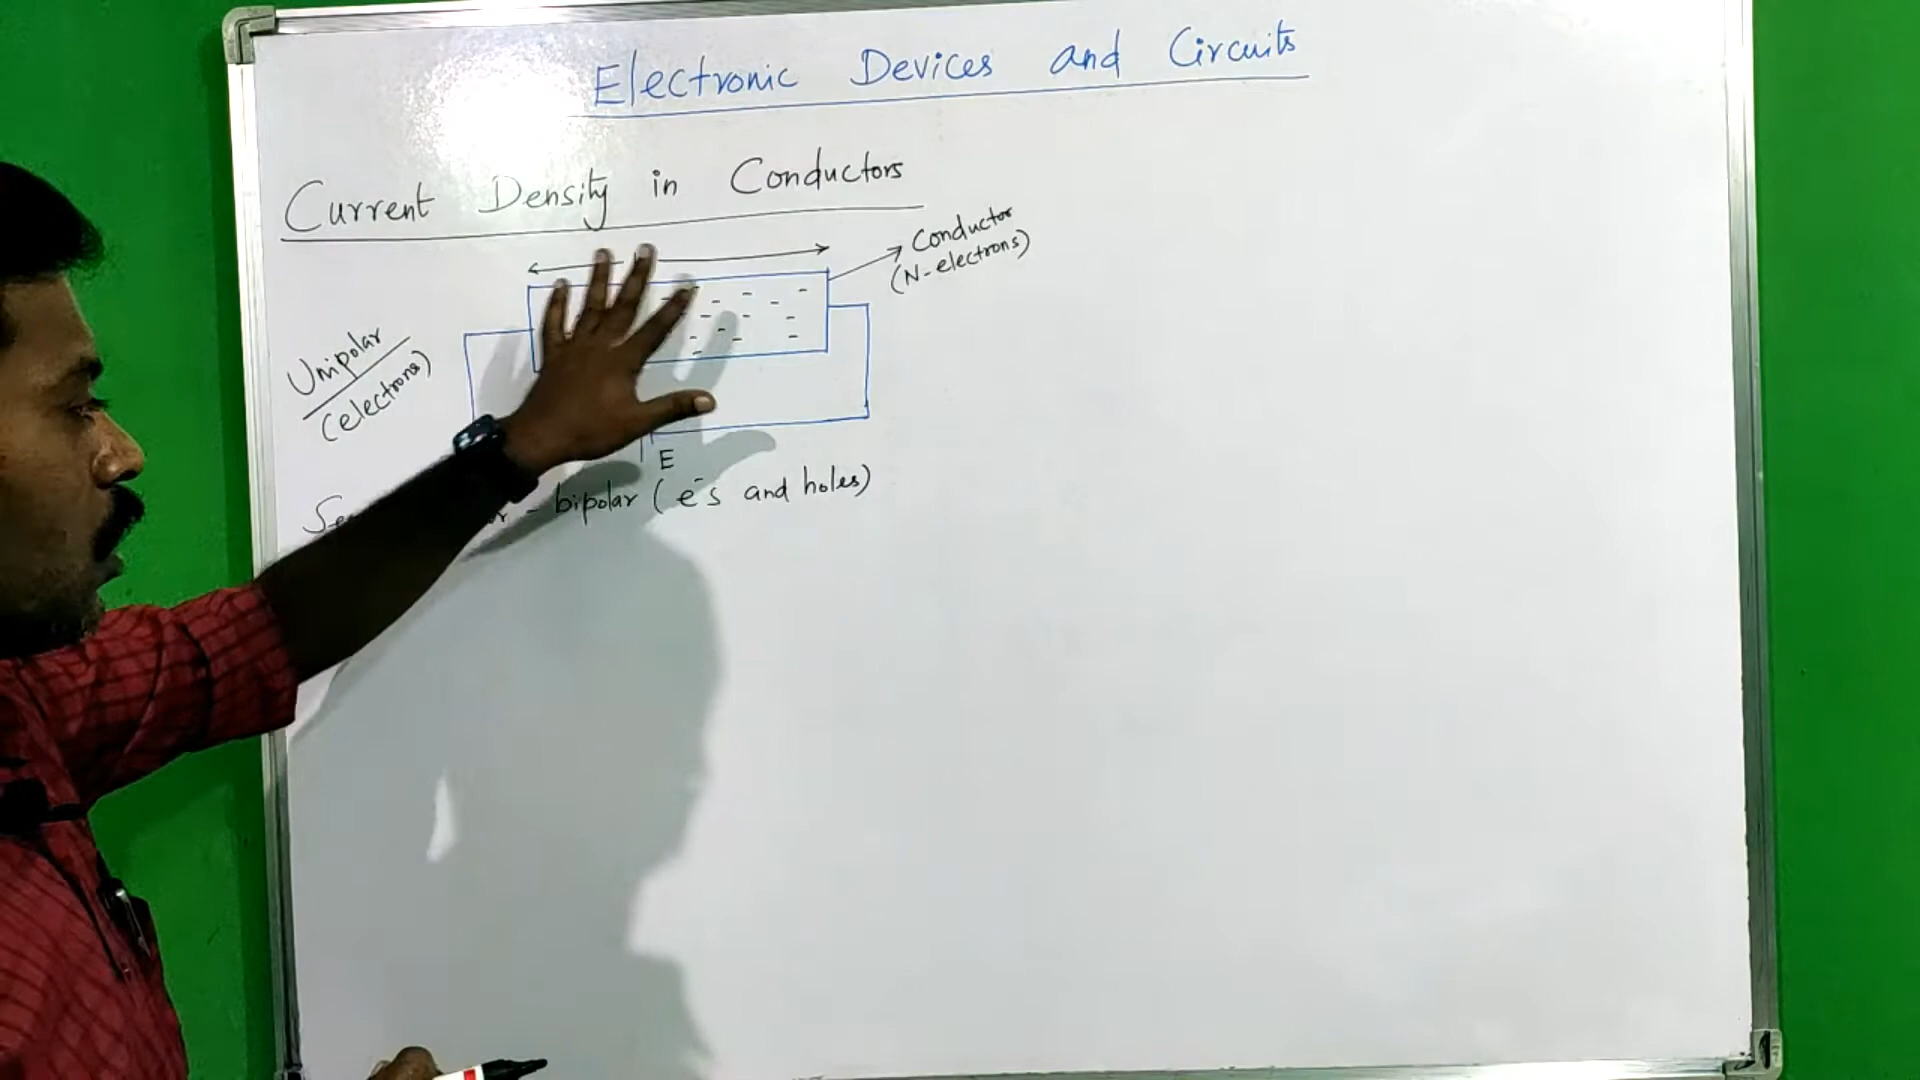 Electronic Devices and Circuits
Current Density in Conductors
Conductor
(N-electrons)
Unipolar
(electrons)
E
- bipolar (e⁻s and holes)